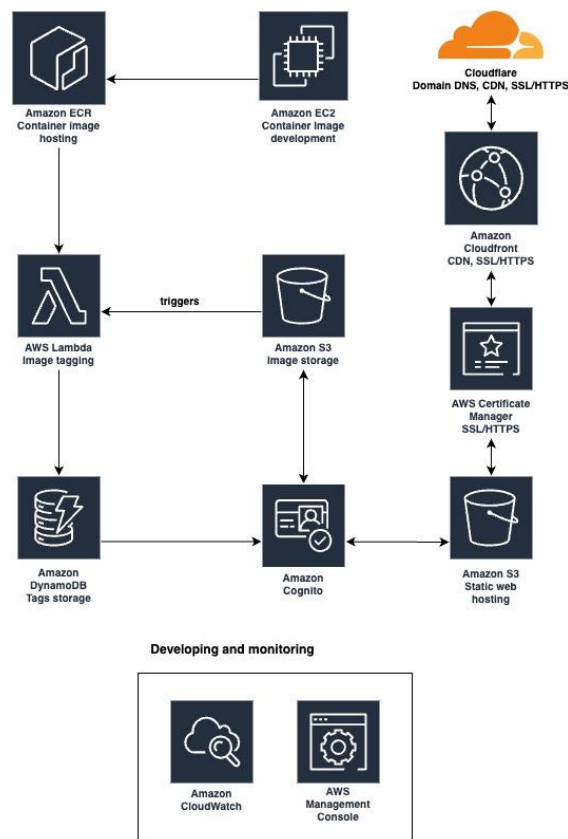 Amazon ECR
Container image
hosting
Amazon EC2
Container Image
development
Cloudflare
Domain DNS, CDN, SSL/HTTPS
Amazon
Cloudfront
CDN, SSL/HTTPS
AWS Lambda
Image tagging
triggers
Amazon S3
Image storage
AWS Certificate
Manager
SSL/HTTPS
Amazon
DynamoDB
Tags storage
Amazon
Cognito
Amazon S3
Static web
hosting
Developing and monitoring
Amazon
CloudWatch
AWS
Management
Console